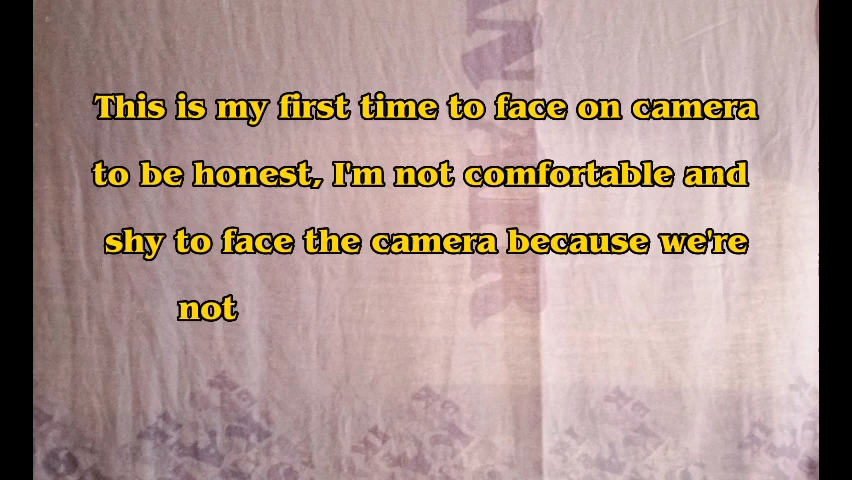 This is my first time to face on camera
to be honest, I'm not comfortable and
shy to face the camera because we're
not